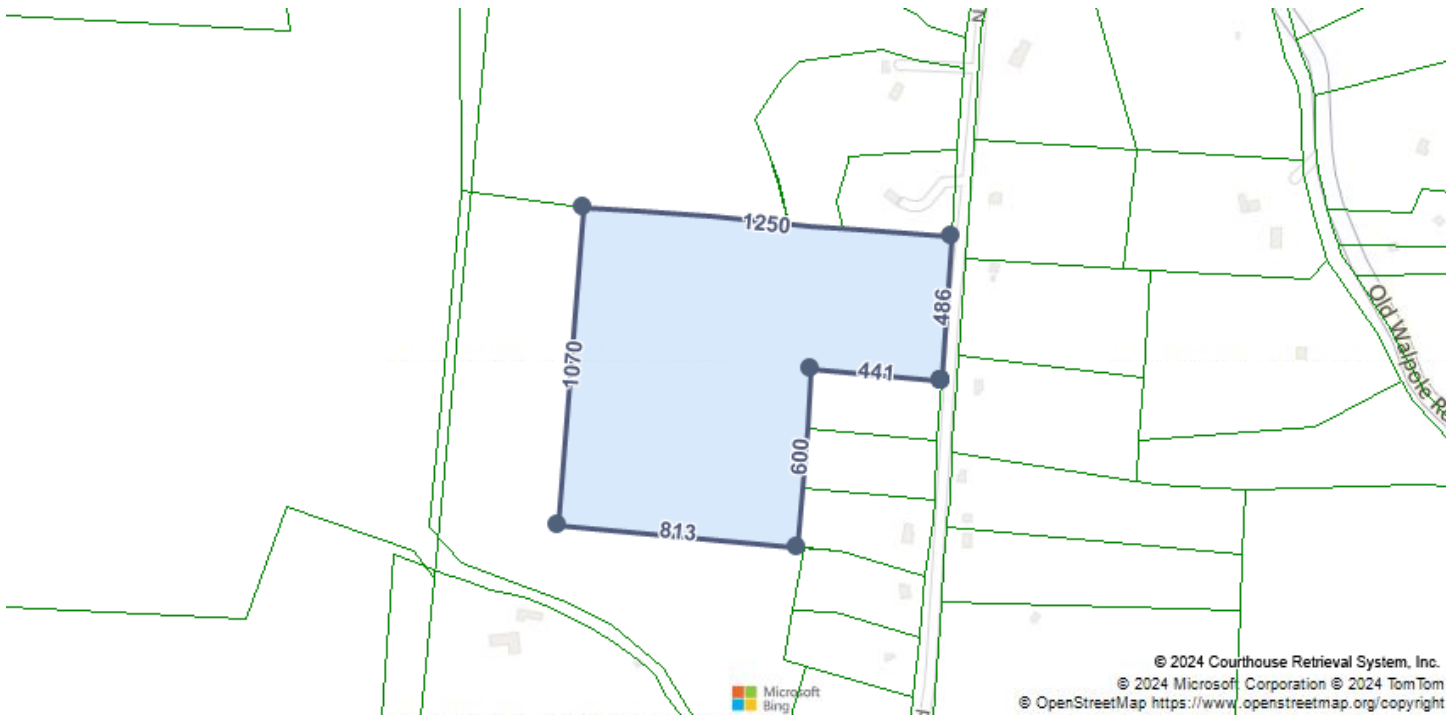 N
1250
486
1070
441
Old Walpole Ro
600
813
© 2024 Courthouse Retrieval System, Inc.
© 2024 Microsoft Corporation © 2024 TomTom
Microsoft
Bing
© OpenStreetMap https://www.openstreetmap.org/copyright